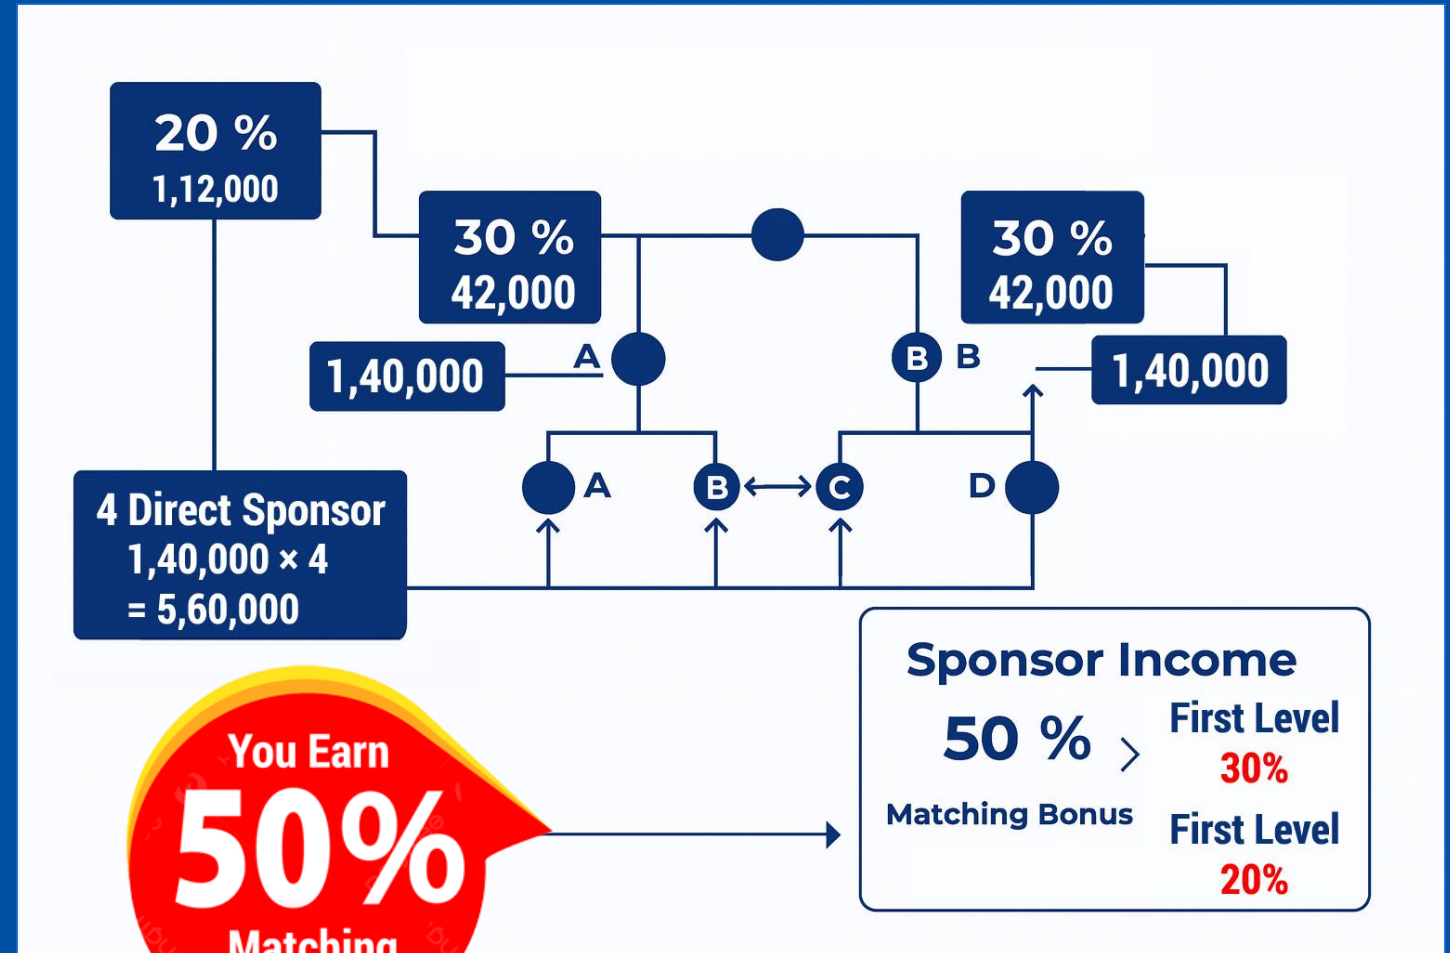 20 %
1,12,000
30 %
42,000
30 %
42,000
1,40,000
A
B
B
1,40,000
A
B
C
D
4 Direct Sponsor
1,40,000 × 4
= 5,60,000
Sponsor Income
50 %
Matching Bonus
First Level
30%
First Level
20%
You Earn
50%
Matching